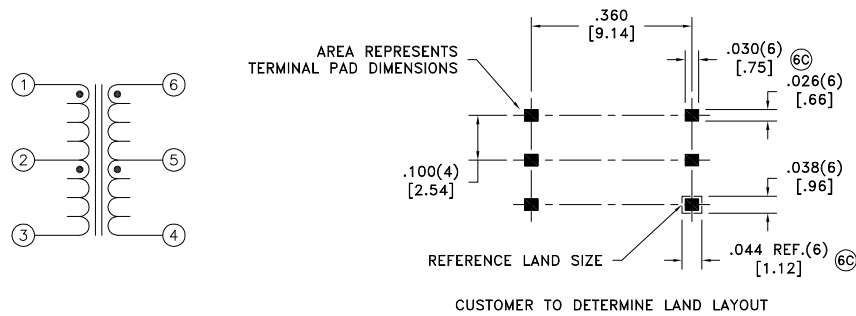 1
6
2
5
3
4
.360
[9.14]
AREA REPRESENTS
TERMINAL PAD DIMENSIONS
.030(6)
[.75]
6C
.026(6)
[.66]
.100(4)
[2.54]
.038(6)
[.96]
REFERENCE LAND SIZE
.044 REF.(6)
[1.12]
6C
CUSTOMER TO DETERMINE LAND LAYOUT